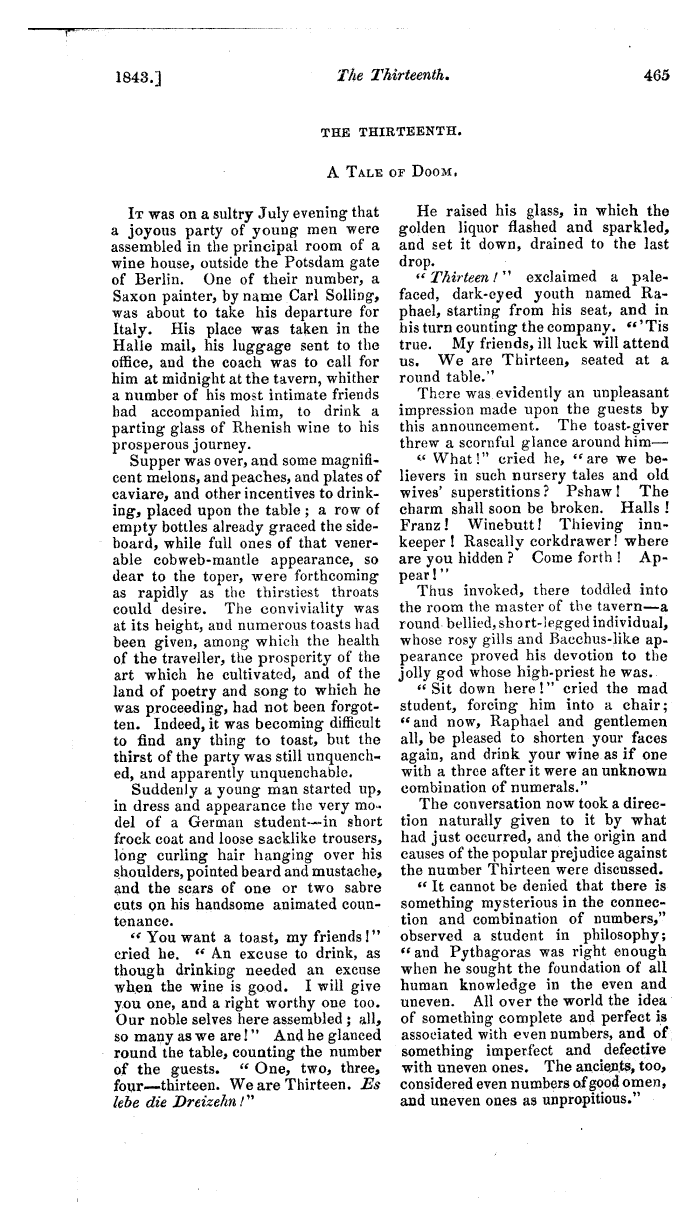 1843.] The Thirteenth. 465
THE THIRTEENTH.
A TALE OF DOOM.
IT was on a sultry July evening that
a joyous party of young men were
assembled in the principal room of a
wine house, outside the Potsdam gate
of Berlin. One of their number, a
Saxon painter, by name Carl Solling,
was about to take his departure for
Italy. His place was taken in the
Halle mail, his luggage sent to the
office, and the coach was to call for
him at midnight at the tavern, whither
a number of his most intimate friends
had accompanied him, to drink a
parting glass of Rhenish wine to his
prosperous journey.
Supper was over, and some magnifi-
cent melons, and peaches, and plates of
caviare, and other incentives to drink-
ing, placed upon the table; a row of
empty bottles already graced the side-
board, while full ones of that vener-
able cobweb-mantle appearance, so
dear to the toper, were forthcoming
as rapidly as the thirstiest throats
could desire. The conviviality was
at its height, and numerous toasts had
been given, among which the health
of the traveller, the prosperity of the
art which he cultivated, and of the
land of poetry and song to which he
was proceeding, had not been forgot-
ten. Indeed, it was becoming difficult
to find any thing to toast, but the
thirst of the party was still unquench-
ed, and apparently unquenchable.
Suddenly a young man started up,
in dress and appearance the very mo-
del of a German student—in short
frock coat and loose sacklike trousers,
long curling hair hanging over his
shoulders, pointed beard and mustache,
and the scars of one or two sabre
cuts on his handsome animated coun-
tenance.
"You want a toast, my friends!"
cried he. "An excuse to drink, as
though drinking needed an excuse
when the wine is good. I will give
you one, and a right worthy one too.
Our noble selves here assembled; all,
so many as we are!" And he glanced
round the table, counting the number
of the guests. "One, two, three,
four—thirteen. We are Thirteen. Es
lebe die Dreizehn!"
He raised his glass, in which the
golden liquor flashed and sparkled,
and set it down, drained to the last
drop.
"Thirteen!" exclaimed a pale-
faced, dark-eyed youth named Ra-
phael, starting from his seat, and in
his turn counting the company. "'Tis
true. My friends, ill luck will attend
us. We are Thirteen, seated at a
round table."
There was evidently an unpleasant
impression made upon the guests by
this announcement. The toast-giver
threw a scornful glance around him—
"What!" cried he, "are we be-
lievers in such nursery tales and old
wives' superstitions? Pshaw! The
charm shall soon be broken. Halls!
Franz! Winebutt! Thieving inn-
keeper! Rascally corkdrawer! where
are you hidden? Come forth! Ap-
pear!"
Thus invoked, there toddled into
the room the master of the tavern—a
round bellied, short-legged individual,
whose rosy gills and Bacchus-like ap-
pearance proved his devotion to the
jolly god whose high-priest he was.
"Sit down here!" cried the mad
student, forcing him into a chair;
"and now, Raphael and gentlemen
all, be pleased to shorten your faces
again, and drink your wine as if one
with a three after it were an unknown
combination of numerals."
The conversation now took a direc-
tion naturally given to it by what
had just occurred, and the origin and
causes of the popular prejudice against
the number Thirteen were discussed.
"It cannot be denied that there is
something mysterious in the connec-
tion and combination of numbers,"
observed a student in philosophy;
"and Pythagoras was right enough
when he sought the foundation of all
human knowledge in the even and
uneven. All over the world the idea
of something complete and perfect is
associated with even numbers, and of
something imperfect and defective
with uneven ones. The ancients, too,
considered even numbers of good omen,
and uneven ones as unpropitious."